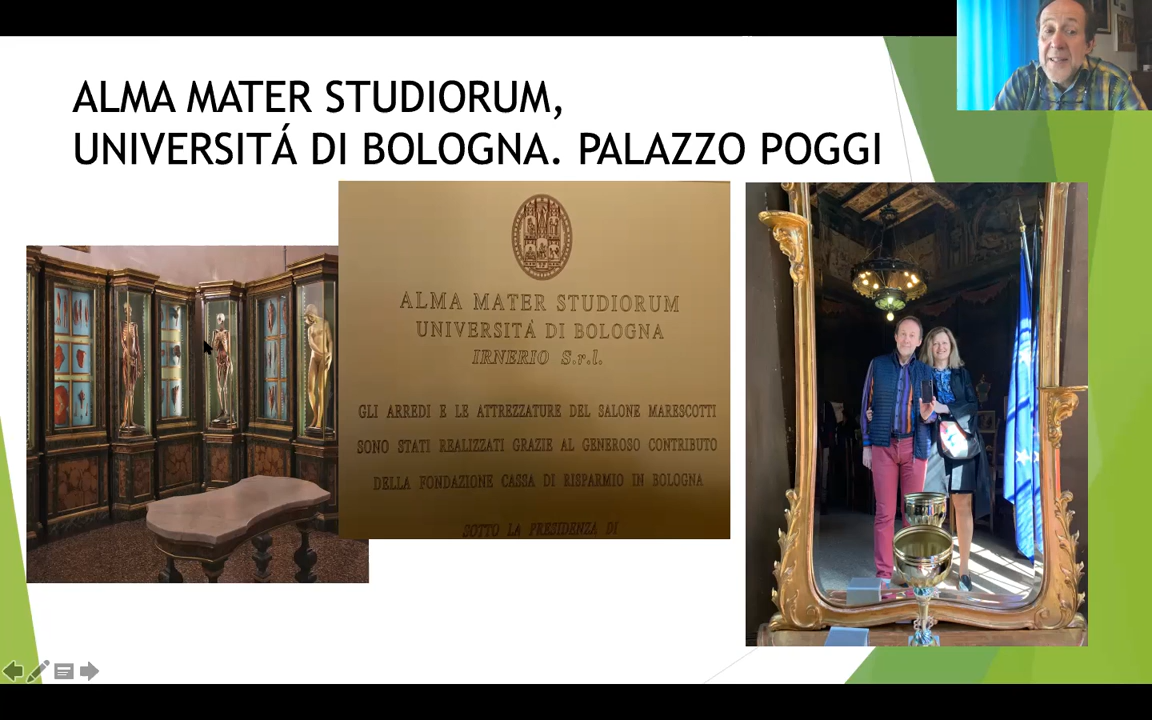 ALMA MATER STUDIORUM,
UNIVERSITÁ DI BOLOGNA. PALAZZO POGGI
ALMA MATER STUDIORUM
UNIVERSITÁ DI BOLOGNA
IRNERIO S.r.l.
GLI ARREDI E LE ATTREZZATURE DEL SALONE MARESCOTTI
SONO STATI REALIZZATI GRAZIE AL GENEROSO CONTRIBUTO
DELLA FONDAZIONE CASSA DI RISPARMIO IN BOLOGNA
SOTTO LA PRESIDENZA DI